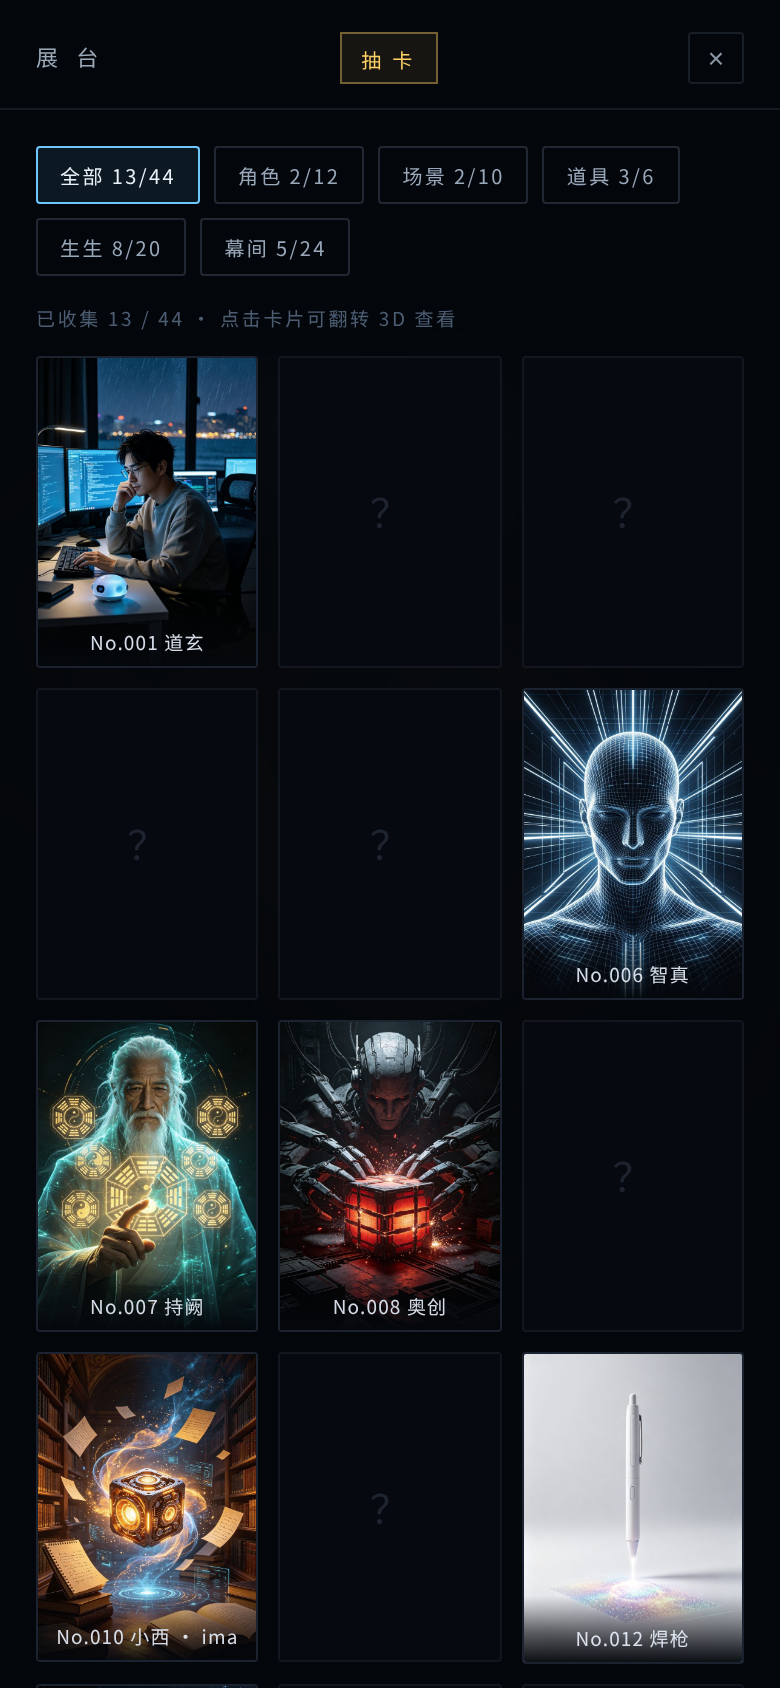 展 台
抽 卡
×
全部 13/44
角色 2/12
场景 2/10
道具 3/6
生生 8/20
幕间 5/24
已收集 13 / 44 · 点击卡片可翻转 3D 查看
No.001 道玄
?
?
?
?
No.006 智真
No.007 持阙
No.008 奥创
?
No.010 小西 · ima
?
No.012 焊枪